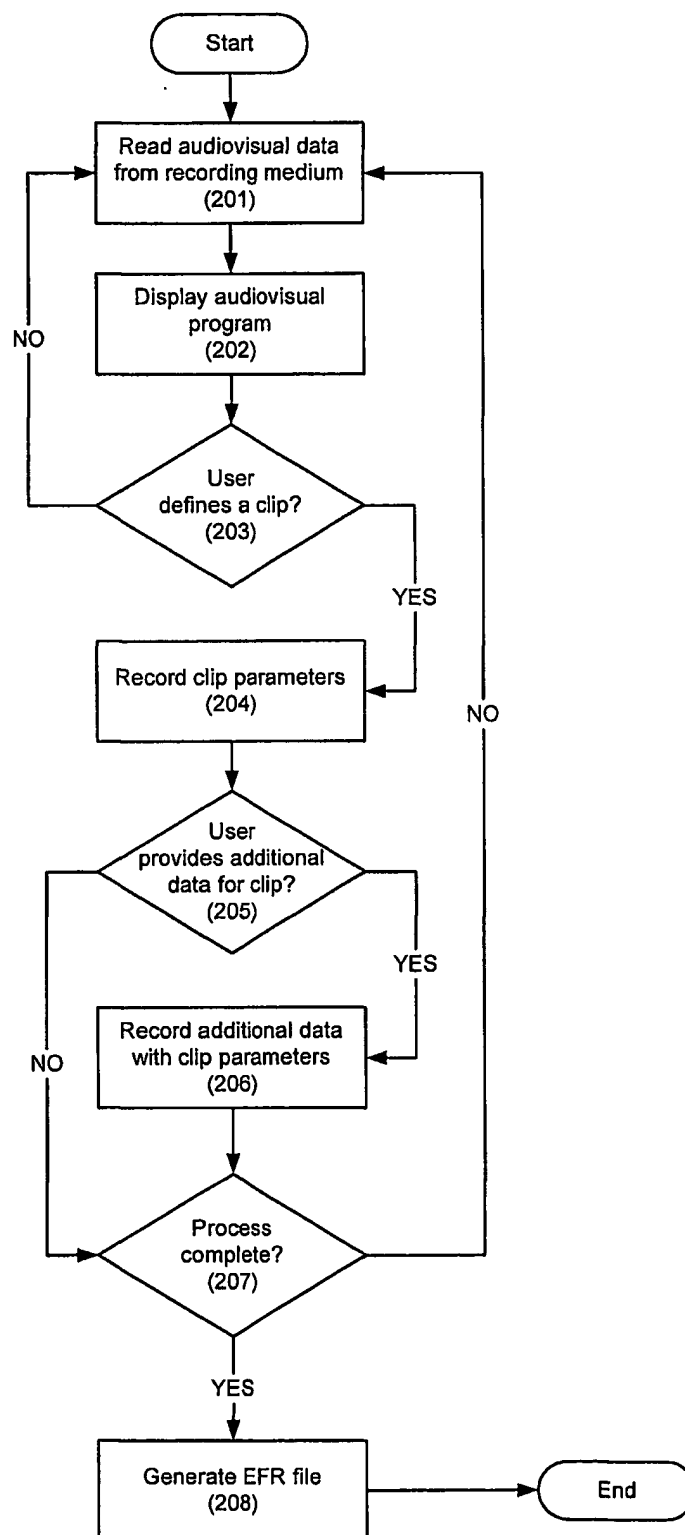 Start
Read audiovisual data
from recording medium
(201)
Display audiovisual
program
(202)
NO
User
defines a clip?
(203)
YES
Record clip parameters
(204)
NO
User
provides additional
data for clip?
(205)
YES
Record additional data
with clip parameters
(206)
NO
Process
complete?
(207)
YES
Generate EFR file
(208)
End